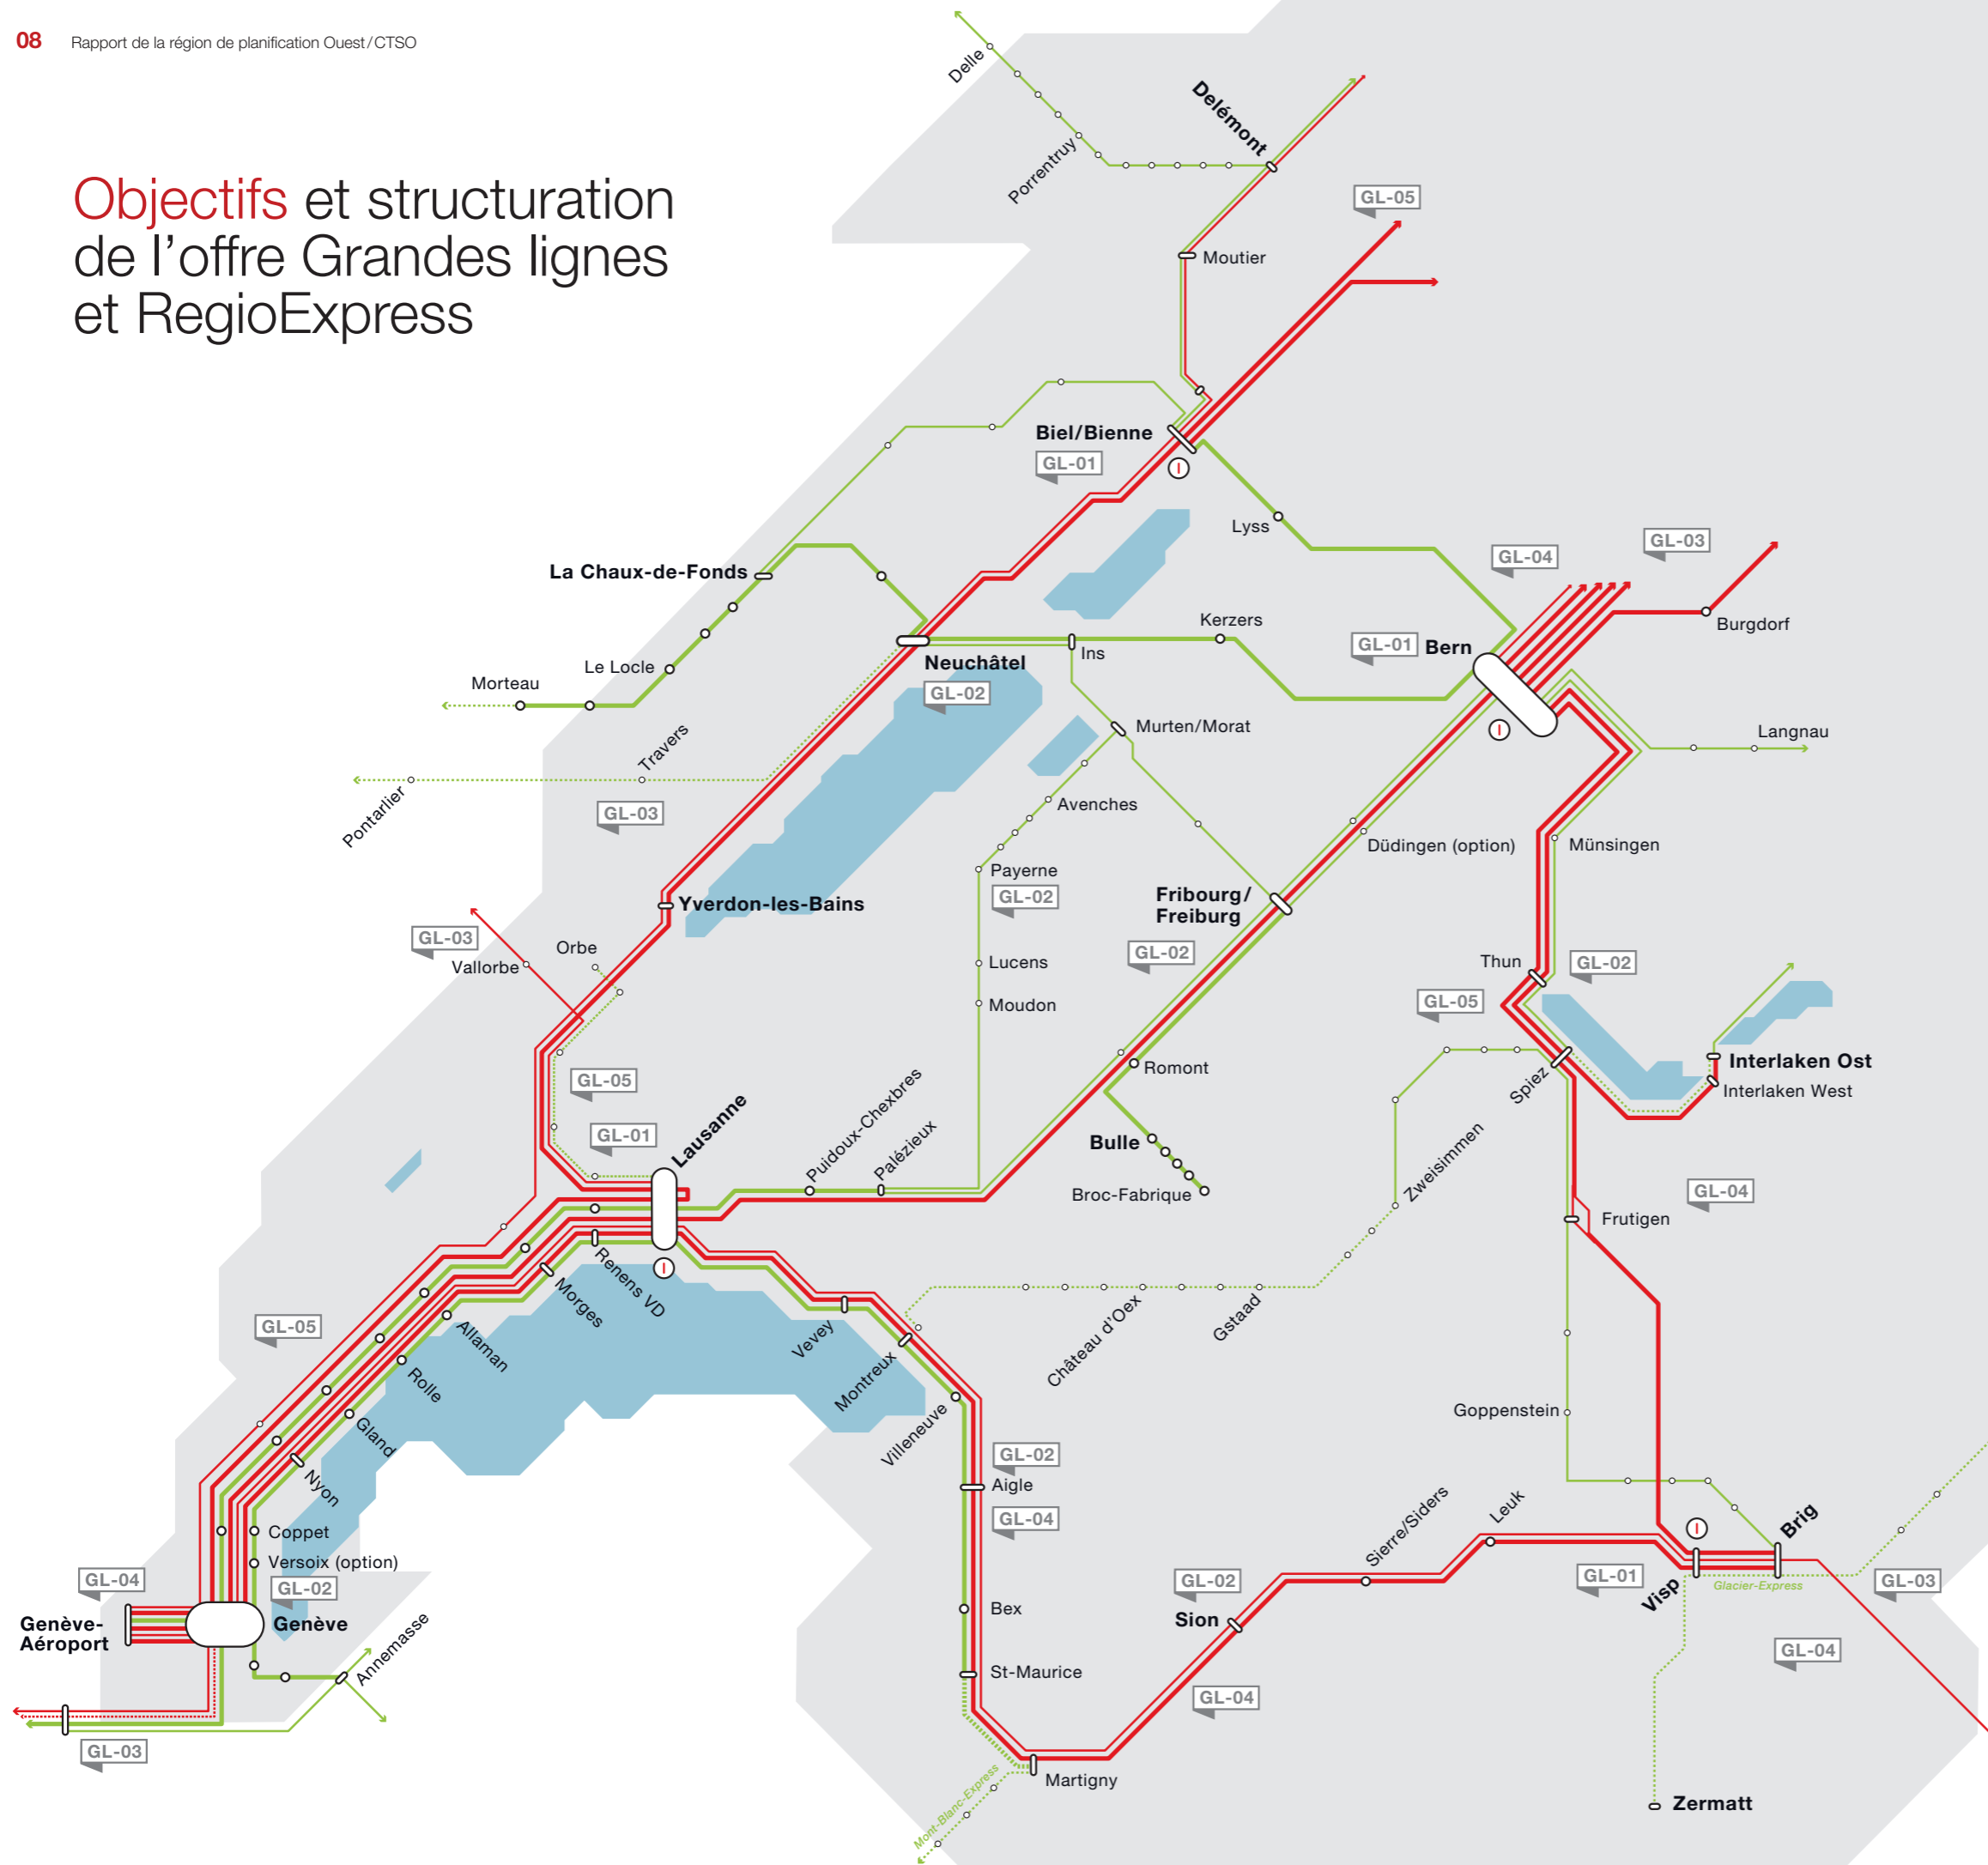 08 Rapport de la région de planification Ouest/CTSO
Objectifs et structuration
de l'offre Grandes lignes
et RegioExpress
Delle
Porrentruy
Delémont
GL-05
Moutier
Biel/Bienne
GL-01
I
Lyss
GL-04
GL-03
La Chaux-de-Fonds
Kerzers
Burgdorf
GL-01
Bern
Ins
Le Locle
Neuchâtel
Morteau
GL-02
Murten/Morat
I
Langnau
Travers
Pontarlier
GL-03
Avenches
Düdingen (option)
Münsingen
Payerne
GL-02
Fribourg/
Freiburg
Yverdon-les-Bains
GL-03
Vallorbe
Orbe
GL-02
Lucens
Moudon
Thun
GL-02
GL-05
Romont
Spiez
Interlaken Ost
Interlaken West
GL-05
GL-01
Lausanne
Puidoux-Chexbres
Palézieux
Bulle
Broc-Fabrique
Zweisimmen
GL-04
Frutigen
I
Renens VD
Morges
Allaman
Rolle
Gland
Nyon
GL-05
Vevey
Montreux
Villeneuve
Château d'Oex
Gstaad
Goppenstein
GL-02
Aigle
GL-04
Sierre/Siders
Leuk
I
Brig
Coppet
Versoix (option)
GL-04
GL-02
Genève-
Aéroport
Genève
Annemasse
GL-03
Bex
St-Maurice
GL-02
Sion
GL-04
GL-01
Visp
Glacier-Express
GL-03
GL-04
Martigny
Mont-Blanc-Express
Zermatt